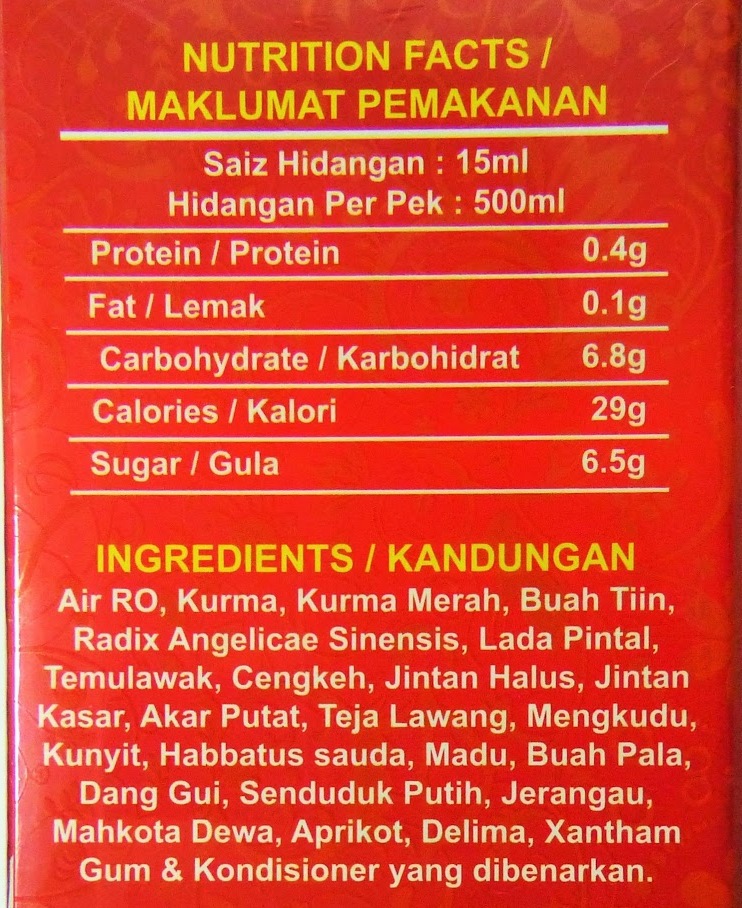 NUTRITION FACTS /
MAKLUMAT PEMAKANAN
Saiz Hidangan : 15ml
Hidangan Per Pek : 500ml
Protein / Protein 0.4g
Fat / Lemak 0.1g
Carbohydrate / Karbohidrat 6.8g
Calories / Kalori 29g
Sugar / Gula 6.5g
INGREDIENTS / KANDUNGAN
Air RO, Kurma, Kurma Merah, Buah Tiin,
Radix Angelicae Sinensis, Lada Pintal,
Temulawak, Cengkeh, Jintan Halus, Jintan
Kasar, Akar Putat, Teja Lawang, Mengkudu,
Kunyit, Habbatus sauda, Madu, Buah Pala,
Dang Gui, Senduduk Putih, Jerangau,
Mahkota Dewa, Aprikot, Delima, Xantham
Gum & Kondisioner yang dibenarkan.